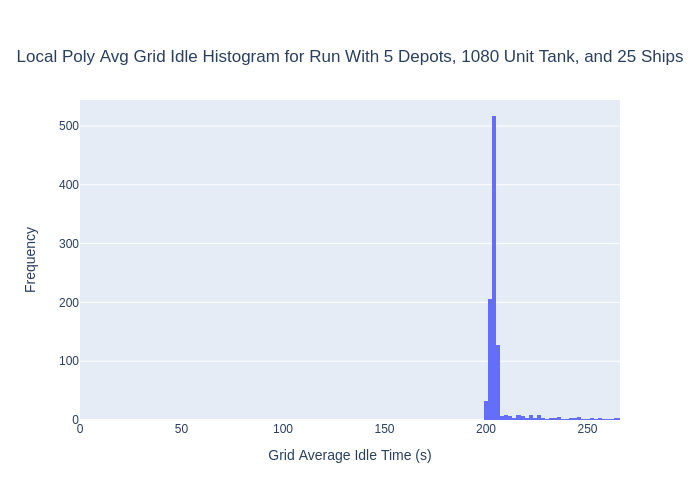 Local Poly Avg Grid Idle Histogram for Run With 5 Depots, 1080 Unit Tank, and 25 Ships
500
400
300
200
100
0
0 50 100 150 200 250
Frequency
Grid Average Idle Time (s)